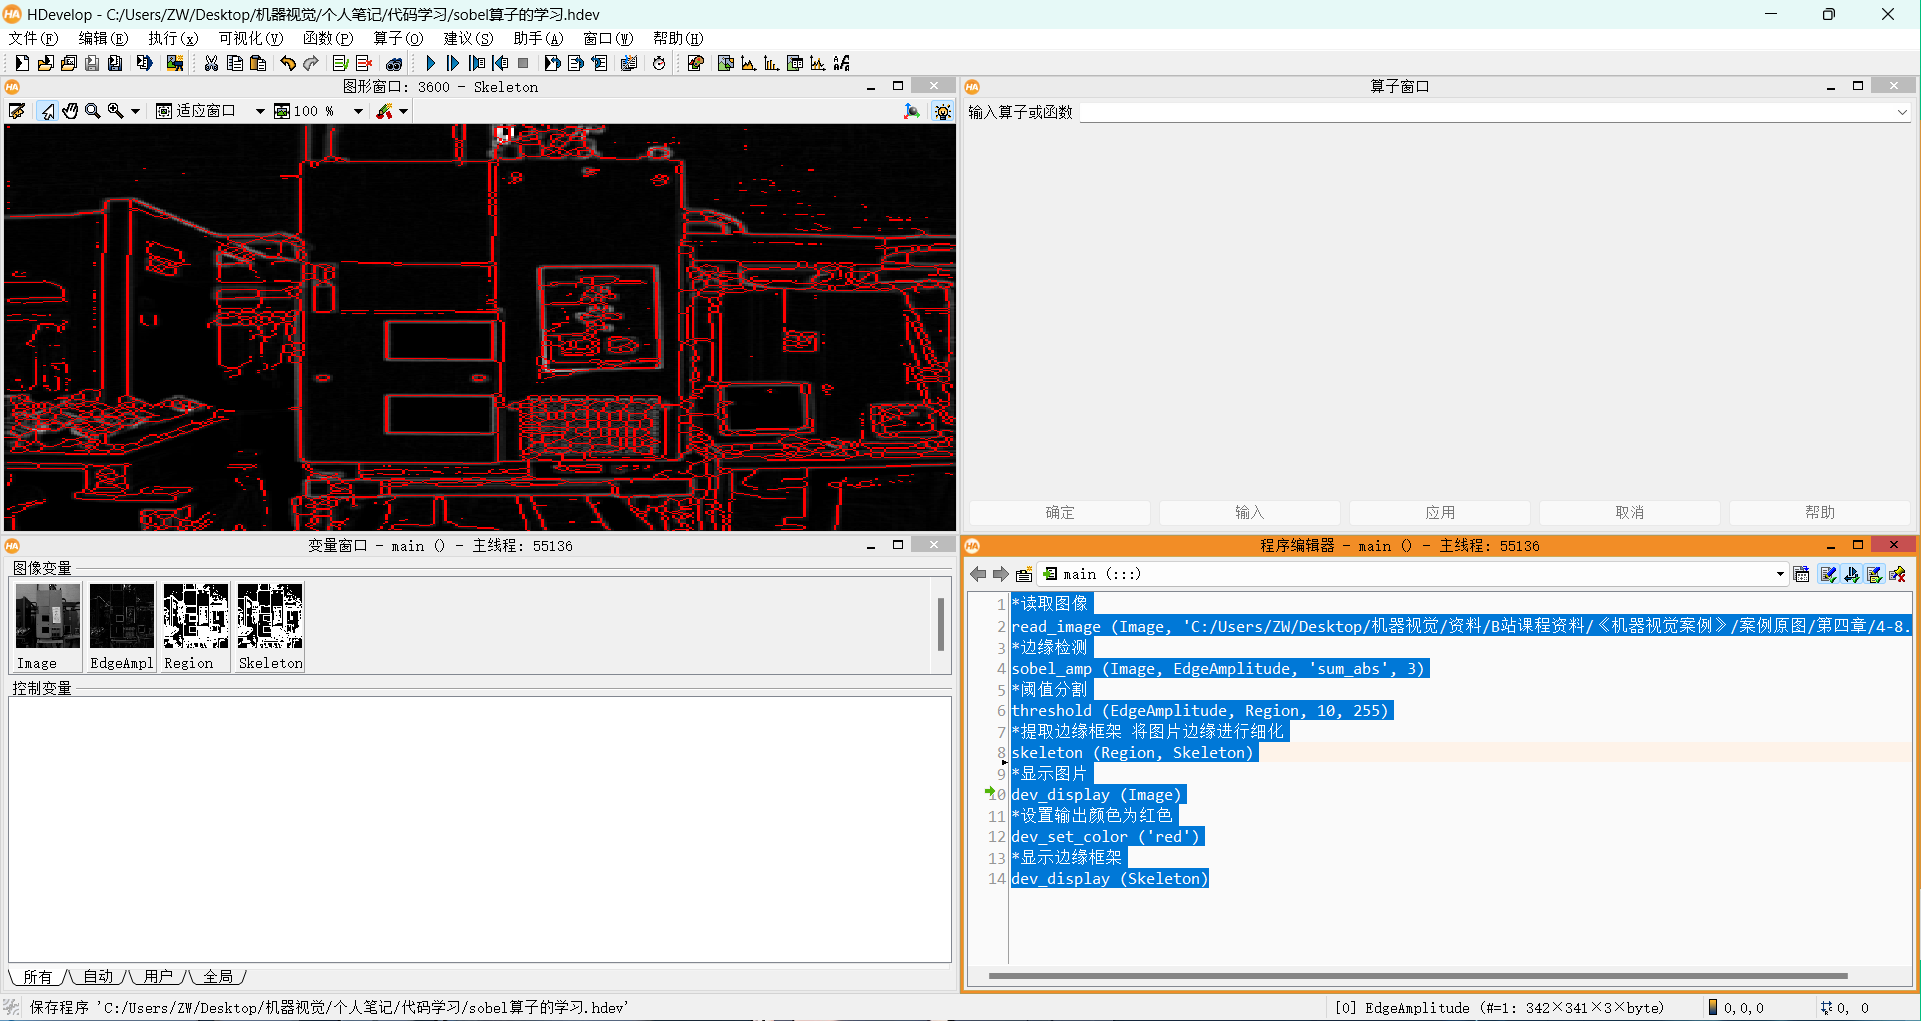 HDevelop - C:/Users/ZW/Desktop/机器视觉/个人笔记/代码学习/sobel算子的学习.hdev
文件(F) 编辑(E) 执行(x) 可视化(V) 函数(P) 算子(O) 建议(S) 助手(A) 窗口(W) 帮助(H)
图形窗口: 3600 - Skeleton
适应窗口 100 %
算子窗口
输入算子或函数
确定 输入 应用 取消 帮助
变量窗口 - main () - 主线程: 55136
图像变量
Image EdgeAmpl Region Skeleton
控制变量
所有 自动 用户 全局
程序编辑器 - main () - 主线程: 55136
main (:::)
1 *读取图像
2 read_image (Image, 'C:/Users/ZW/Desktop/机器视觉/资料/B站课程资料/《机器视觉案例》/案例原图/第四章/4-8.
3 *边缘检测
4 sobel_amp (Image, EdgeAmplitude, 'sum_abs', 3)
5 *阈值分割
6 threshold (EdgeAmplitude, Region, 10, 255)
7 *提取边缘框架 将图片边缘进行细化
8 skeleton (Region, Skeleton)
9 *显示图片
10 dev_display (Image)
11 *设置输出颜色为红色
12 dev_set_color ('red')
13 *显示边缘框架
14 dev_display (Skeleton)
保存程序 'C:/Users/ZW/Desktop/机器视觉/个人笔记/代码学习/sobel算子的学习.hdev'
[0] EdgeAmplitude (#=1: 342×341×3×byte) 0,0,0 0, 0